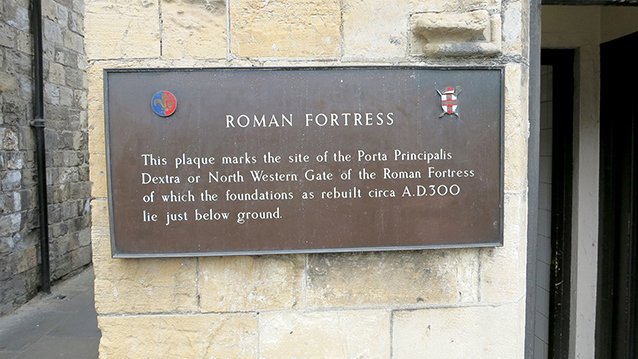 ROMAN FORTRESS
This plaque marks the site of the Porta Principalis
Dextra or North Western Gate of the Roman Fortress
of which the foundations as rebuilt circa A.D.300
lie just below ground.